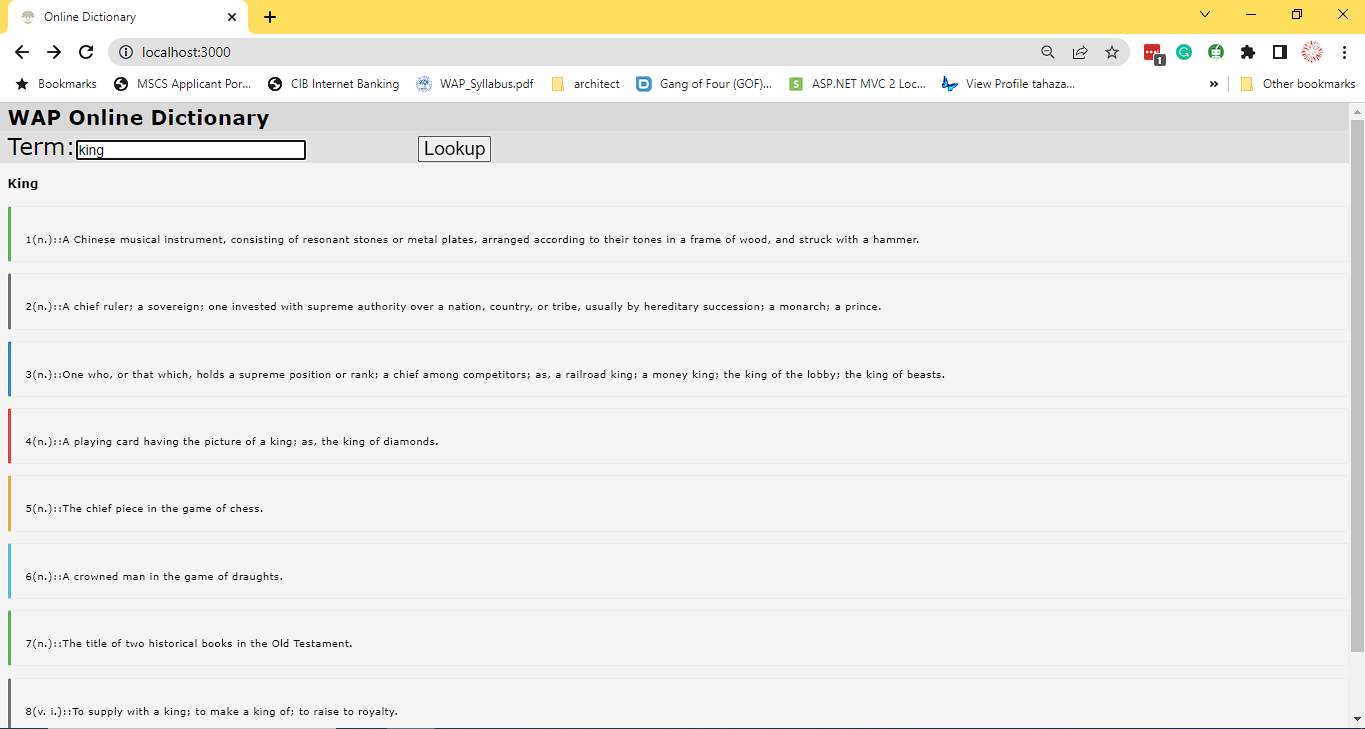 Online Dictionary
localhost:3000
1
Bookmarks
MSCS Applicant Por...
CIB Internet Banking
WAP_Syllabus.pdf
architect
Gang of Four (GOF)...
ASP.NET MVC 2 Loc...
View Profile tahaza...
»
Other bookmarks
WAP Online Dictionary
Term: king Lookup
King
1(n.)::A Chinese musical instrument, consisting of resonant stones or metal plates, arranged according to their tones in a frame of wood, and struck with a hammer.
2(n.)::A chief ruler; a sovereign; one invested with supreme authority over a nation, country, or tribe, usually by hereditary succession; a monarch; a prince.
3(n.)::One who, or that which, holds a supreme position or rank; a chief among competitors; as, a railroad king; a money king; the king of the lobby; the king of beasts.
4(n.)::A playing card having the picture of a king; as, the king of diamonds.
5(n.)::The chief piece in the game of chess.
6(n.)::A crowned man in the game of draughts.
7(n.)::The title of two historical books in the Old Testament.
8(v. i.)::To supply with a king; to make a king of; to raise to royalty.